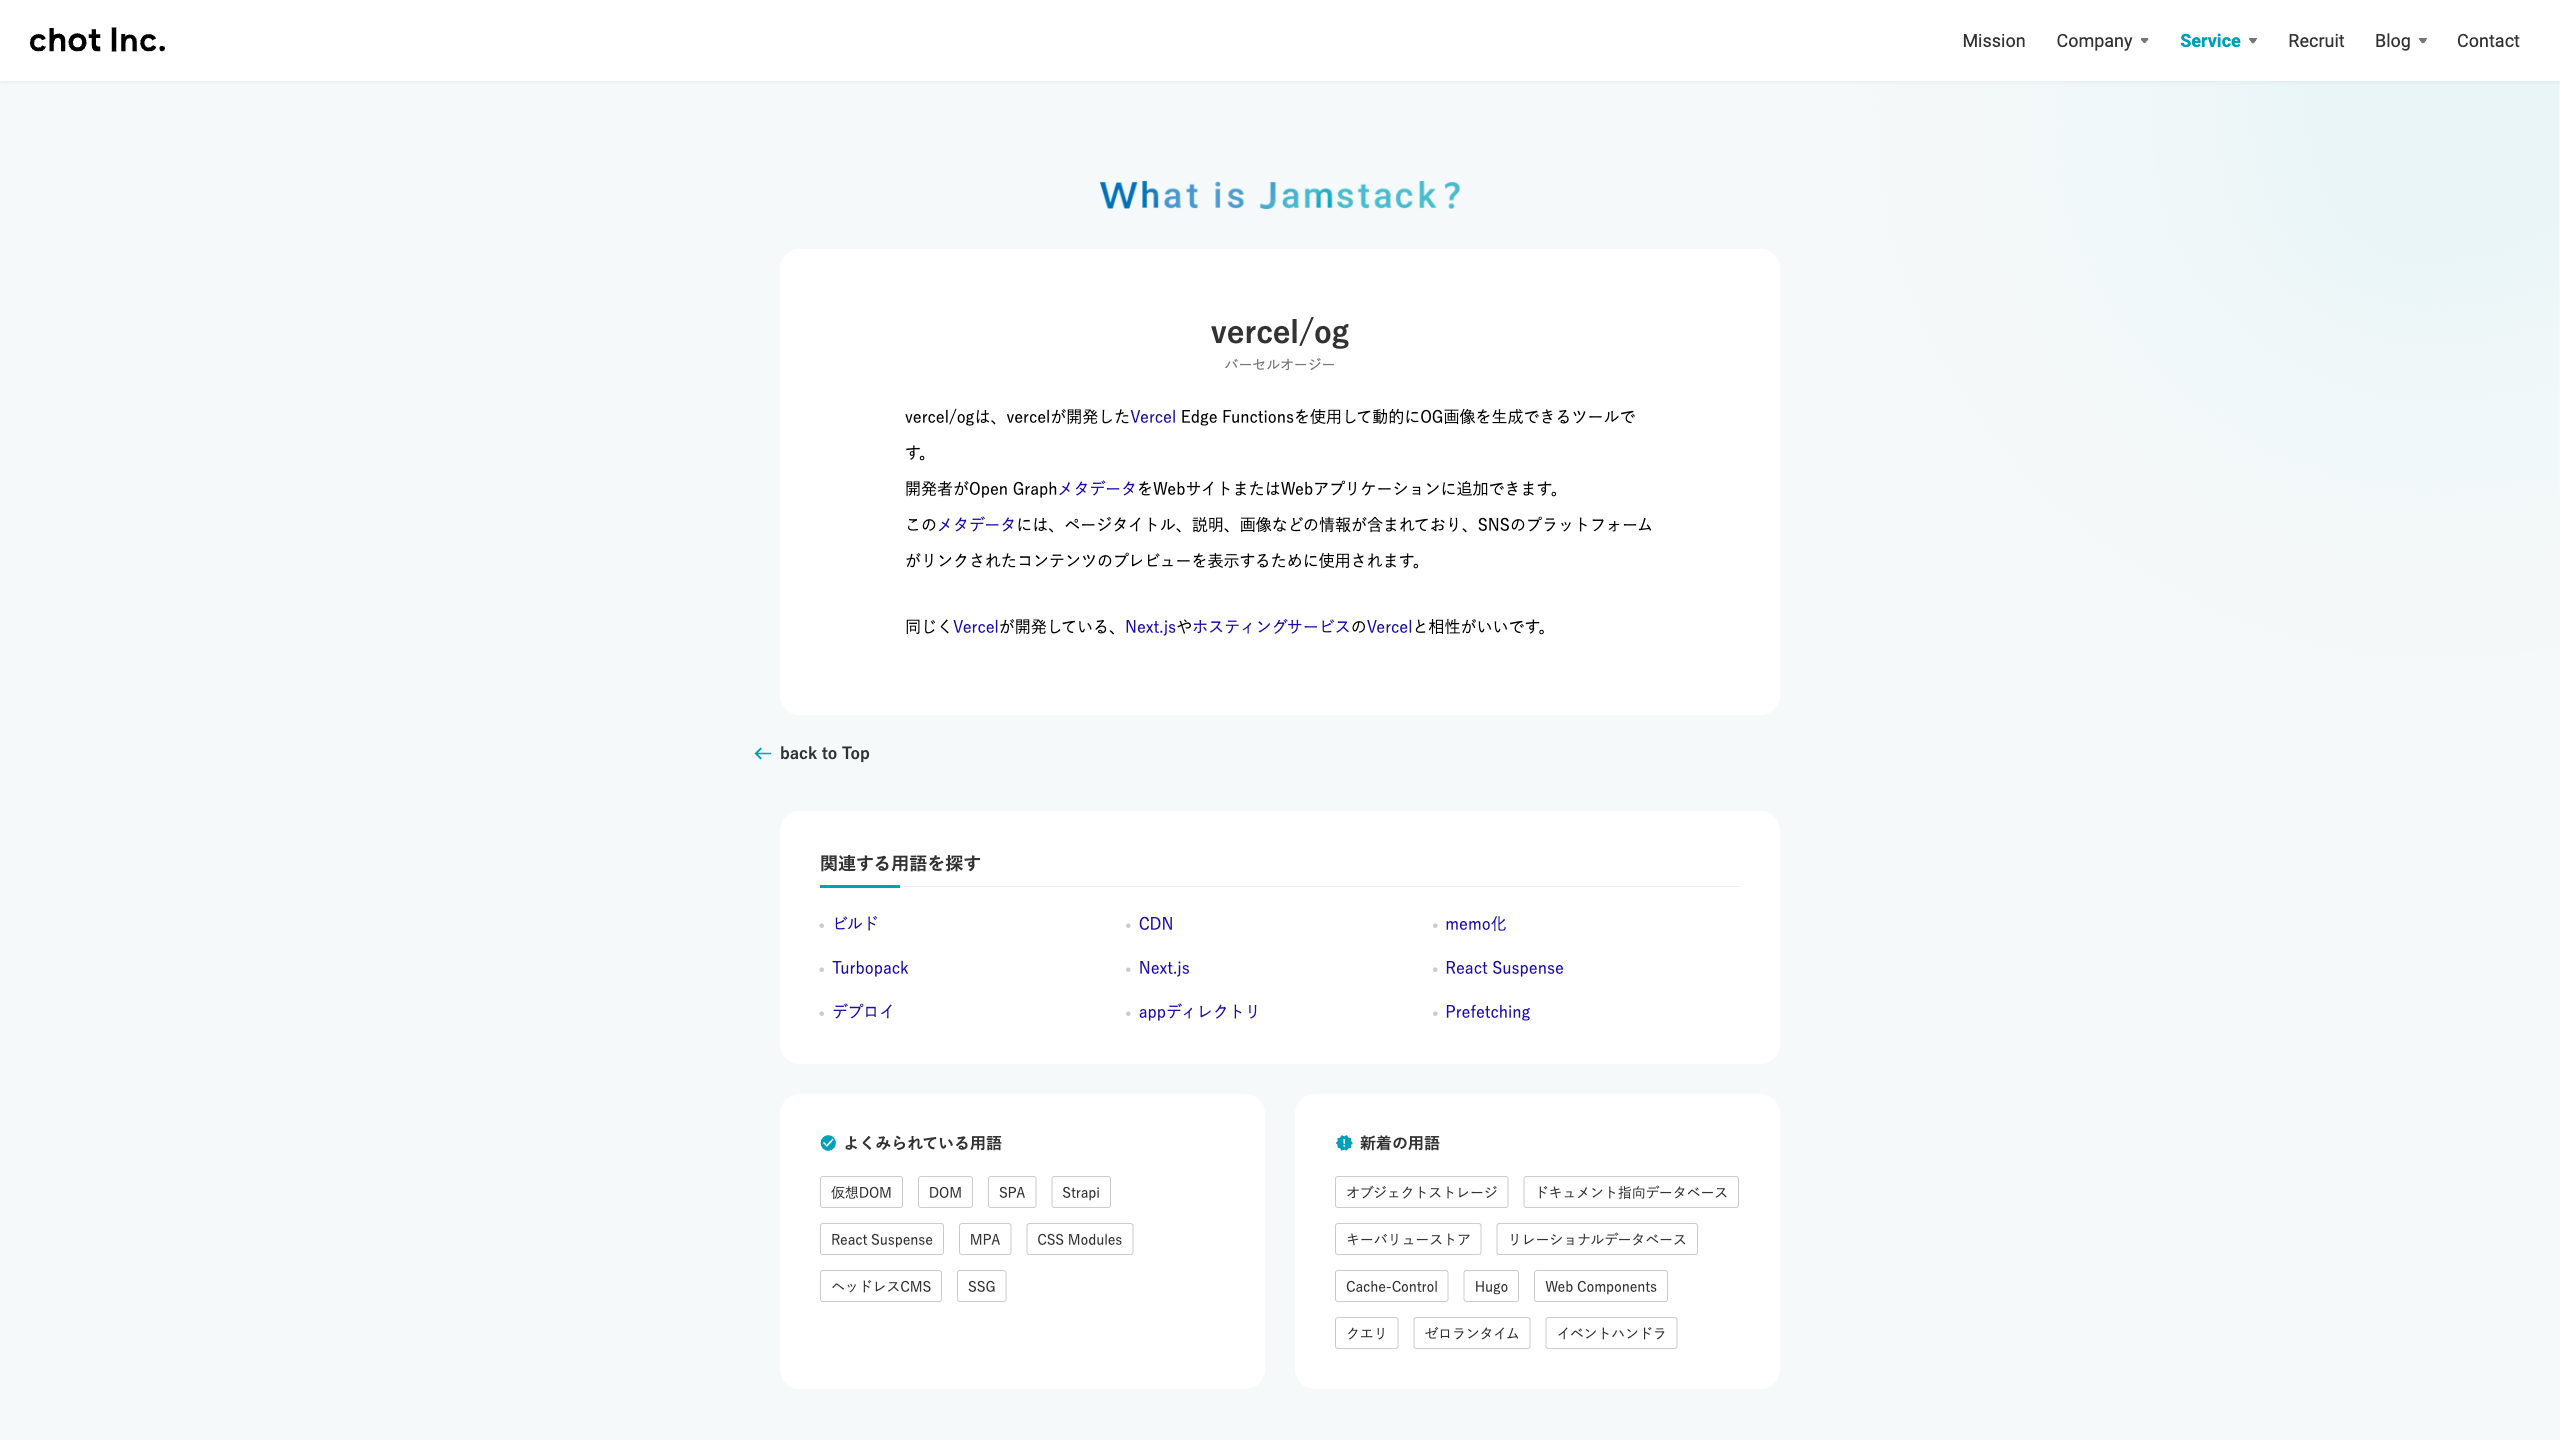 chot Inc.
Mission
Company
Service
Recruit
Blog
Contact
What is Jamstack?
vercel/og
バーセルオージー
vercel/ogは、vercelが開発したVercel Edge Functionsを使用して動的にOG画像を生成できるツールで
す。
開発者がOpen GraphメタデータをWebサイトまたはWebアプリケーションに追加できます。
このメタデータには、ページタイトル、説明、画像などの情報が含まれており、SNSのプラットフォーム
がリンクされたコンテンツのプレビューを表示するために使用されます。
同じくVercelが開発している、Next.jsやホスティングサービスのVercelと相性がいいです。
back to Top
関連する用語を探す
ビルド
CDN
memo化
Turbopack
Next.js
React Suspense
デプロイ
appディレクトリ
Prefetching
よくみられている用語
仮想DOM
DOM
SPA
Strapi
React Suspense
MPA
CSS Modules
ヘッドレスCMS
SSG
新着の用語
オブジェクトストレージ
ドキュメント指向データベース
キーバリューストア
リレーショナルデータベース
Cache-Control
Hugo
Web Components
クエリ
ゼロランタイム
イベントハンドラ